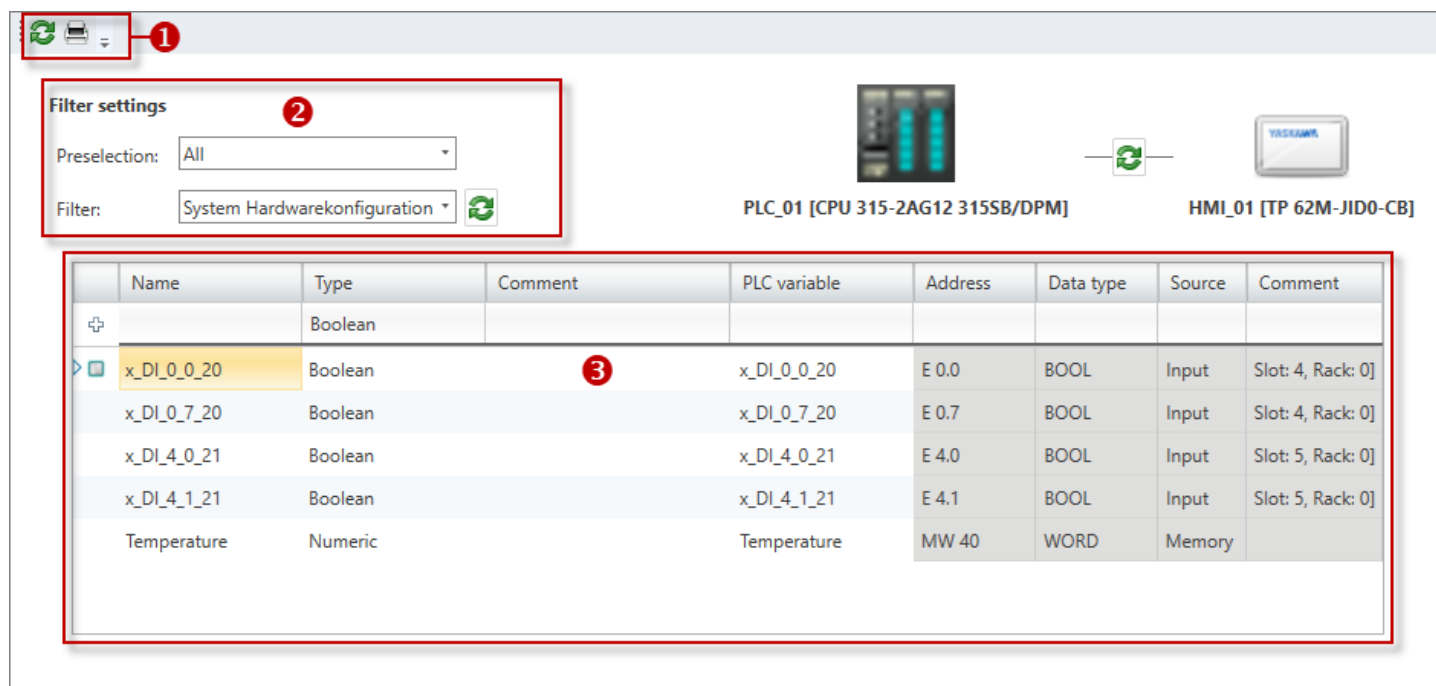 1
Filter settings
2
Preselection: All
Filter: System Hardwarekonfiguration
YASKAWA
PLC_01 [CPU 315-2AG12 315SB/DPM] HMI_01 [TP 62M-JID0-CB]
Name Type Comment PLC variable Address Data type Source Comment
Boolean
x_DI_0_0_20 Boolean 3 x_DI_0_0_20 E 0.0 BOOL Input Slot: 4, Rack: 0]
x_DI_0_7_20 Boolean x_DI_0_7_20 E 0.7 BOOL Input Slot: 4, Rack: 0]
x_DI_4_0_21 Boolean x_DI_4_0_21 E 4.0 BOOL Input Slot: 5, Rack: 0]
x_DI_4_1_21 Boolean x_DI_4_1_21 E 4.1 BOOL Input Slot: 5, Rack: 0]
Temperature Numeric Temperature MW 40 WORD Memory